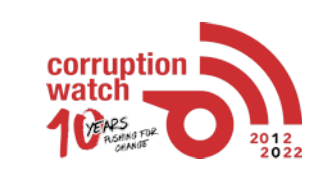 corruption
watch
10 YEARS
PUSHING FOR
CHANGE
2012
2022